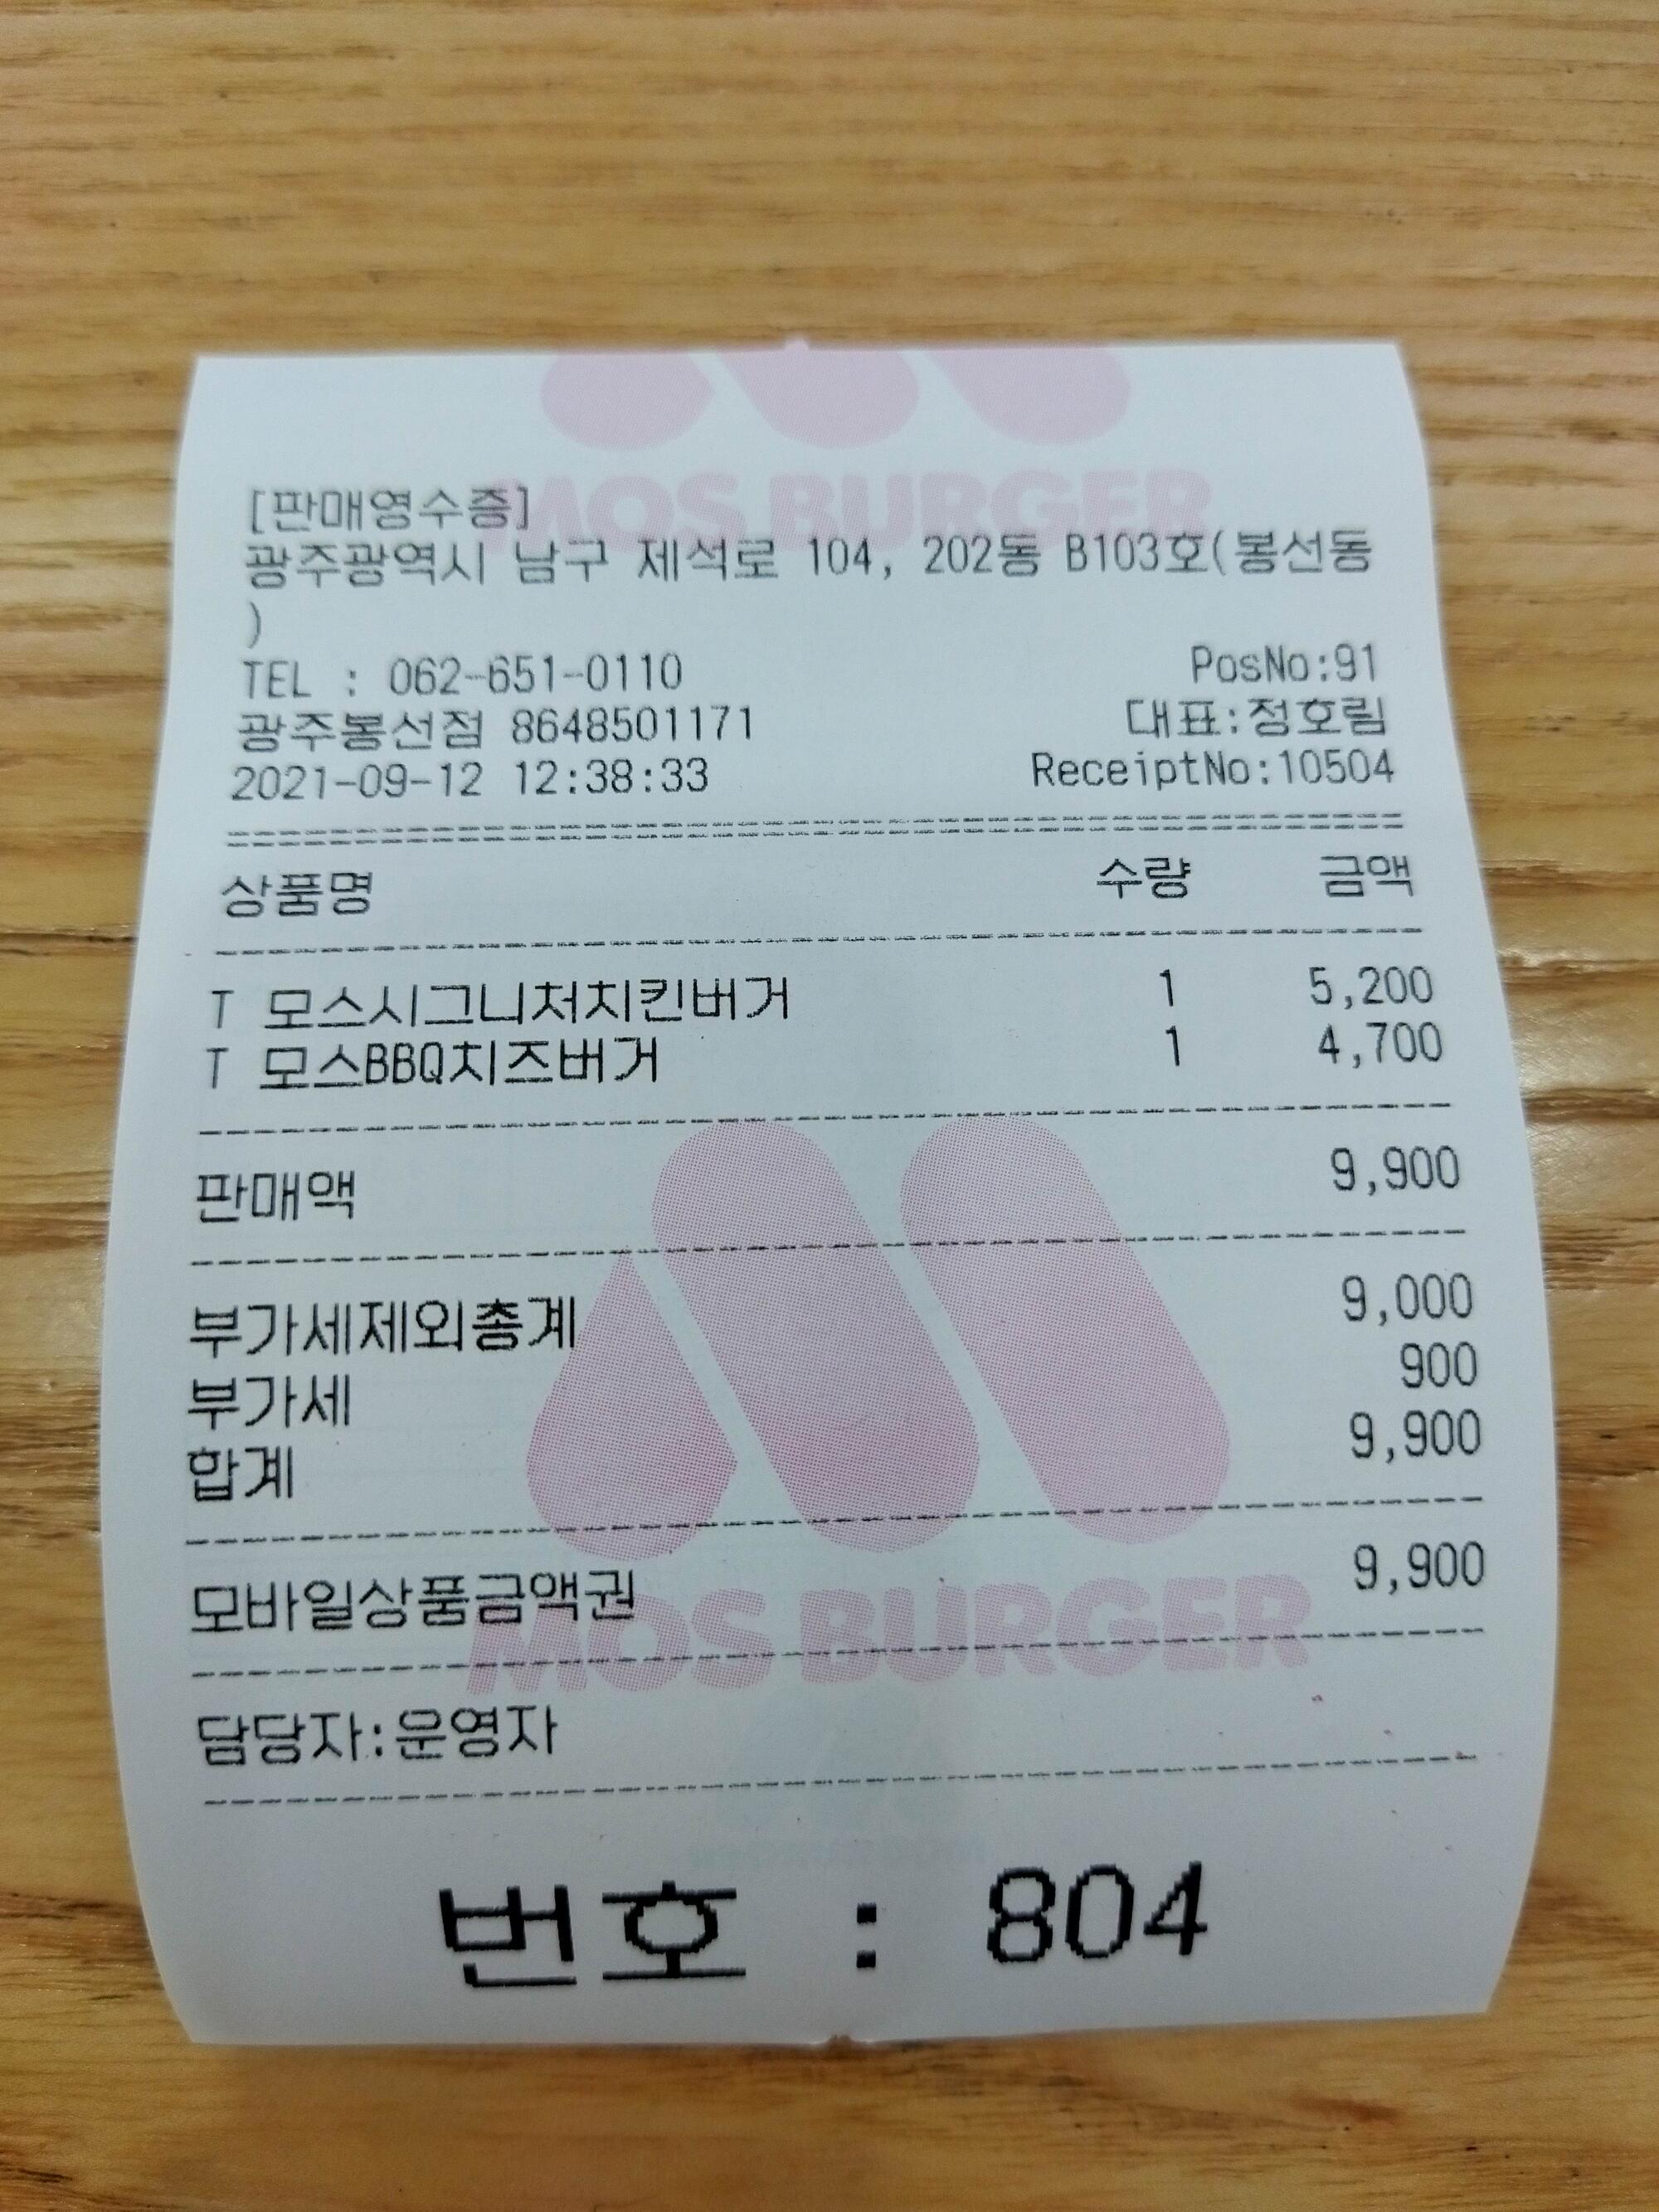 MOS BURGER
[판매영수증]
광주광역시 남구 제석로 104, 202동 B103호(봉선동
)
TEL : 062-651-0110 PosNo:91
광주봉선점 8648501171 대표:정호림
2021-09-12 12:38:33 ReceiptNo:10504
상품명 수량 금액
T 모스시그니처치킨버거 1 5,200
T 모스BBQ치즈버거 1 4,700
판매액 9,900
부가세제외총계 9,000
부가세 900
합계 9,900
모바일상품금액권 9,900
MOS BURGER
담당자:운영자
번호 : 804